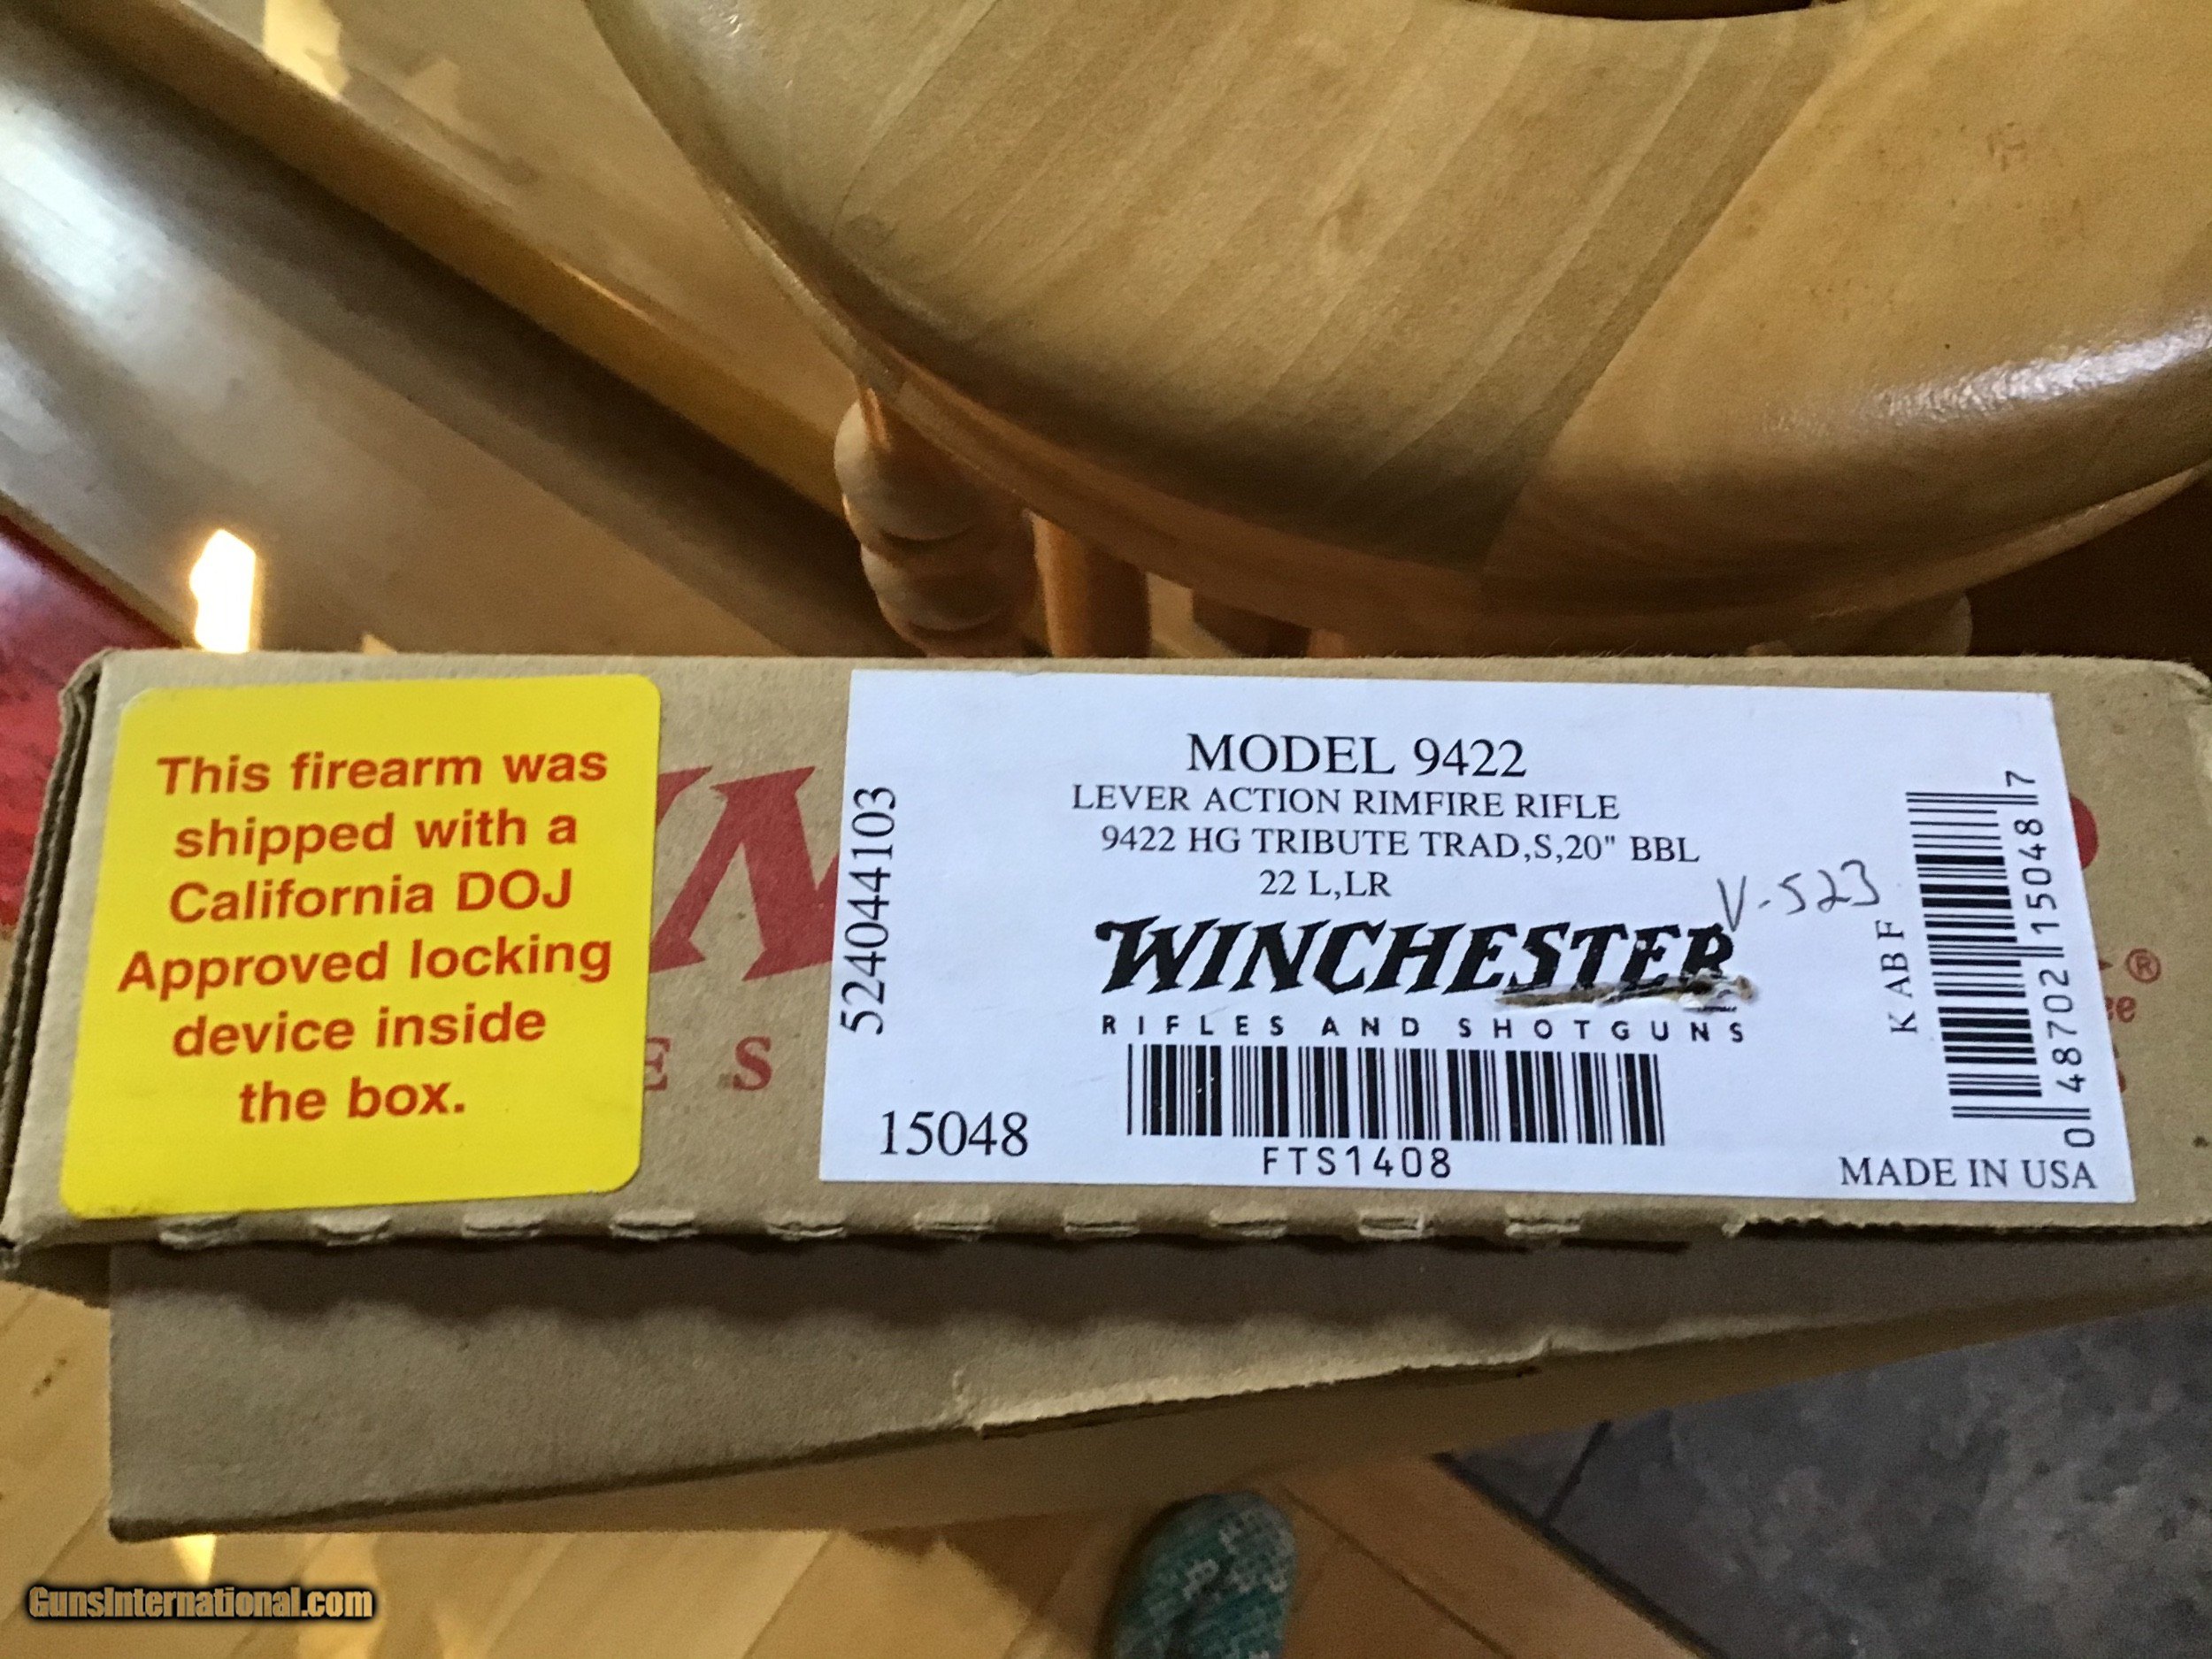 This firearm was
shipped with a
California DOJ
Approved locking
device inside
the box.
E S
524044103
MODEL 9422
LEVER ACTION RIMFIRE RIFLE
9422 HG TRIBUTE TRAD,S,20" BBL
22 L,LR
V-523
WINCHESTER
RIFLES AND SHOTGUNS
15048
FTS1408
KABF
0 48702 15048 7
MADE IN USA
®
ee
GunsInternational.com